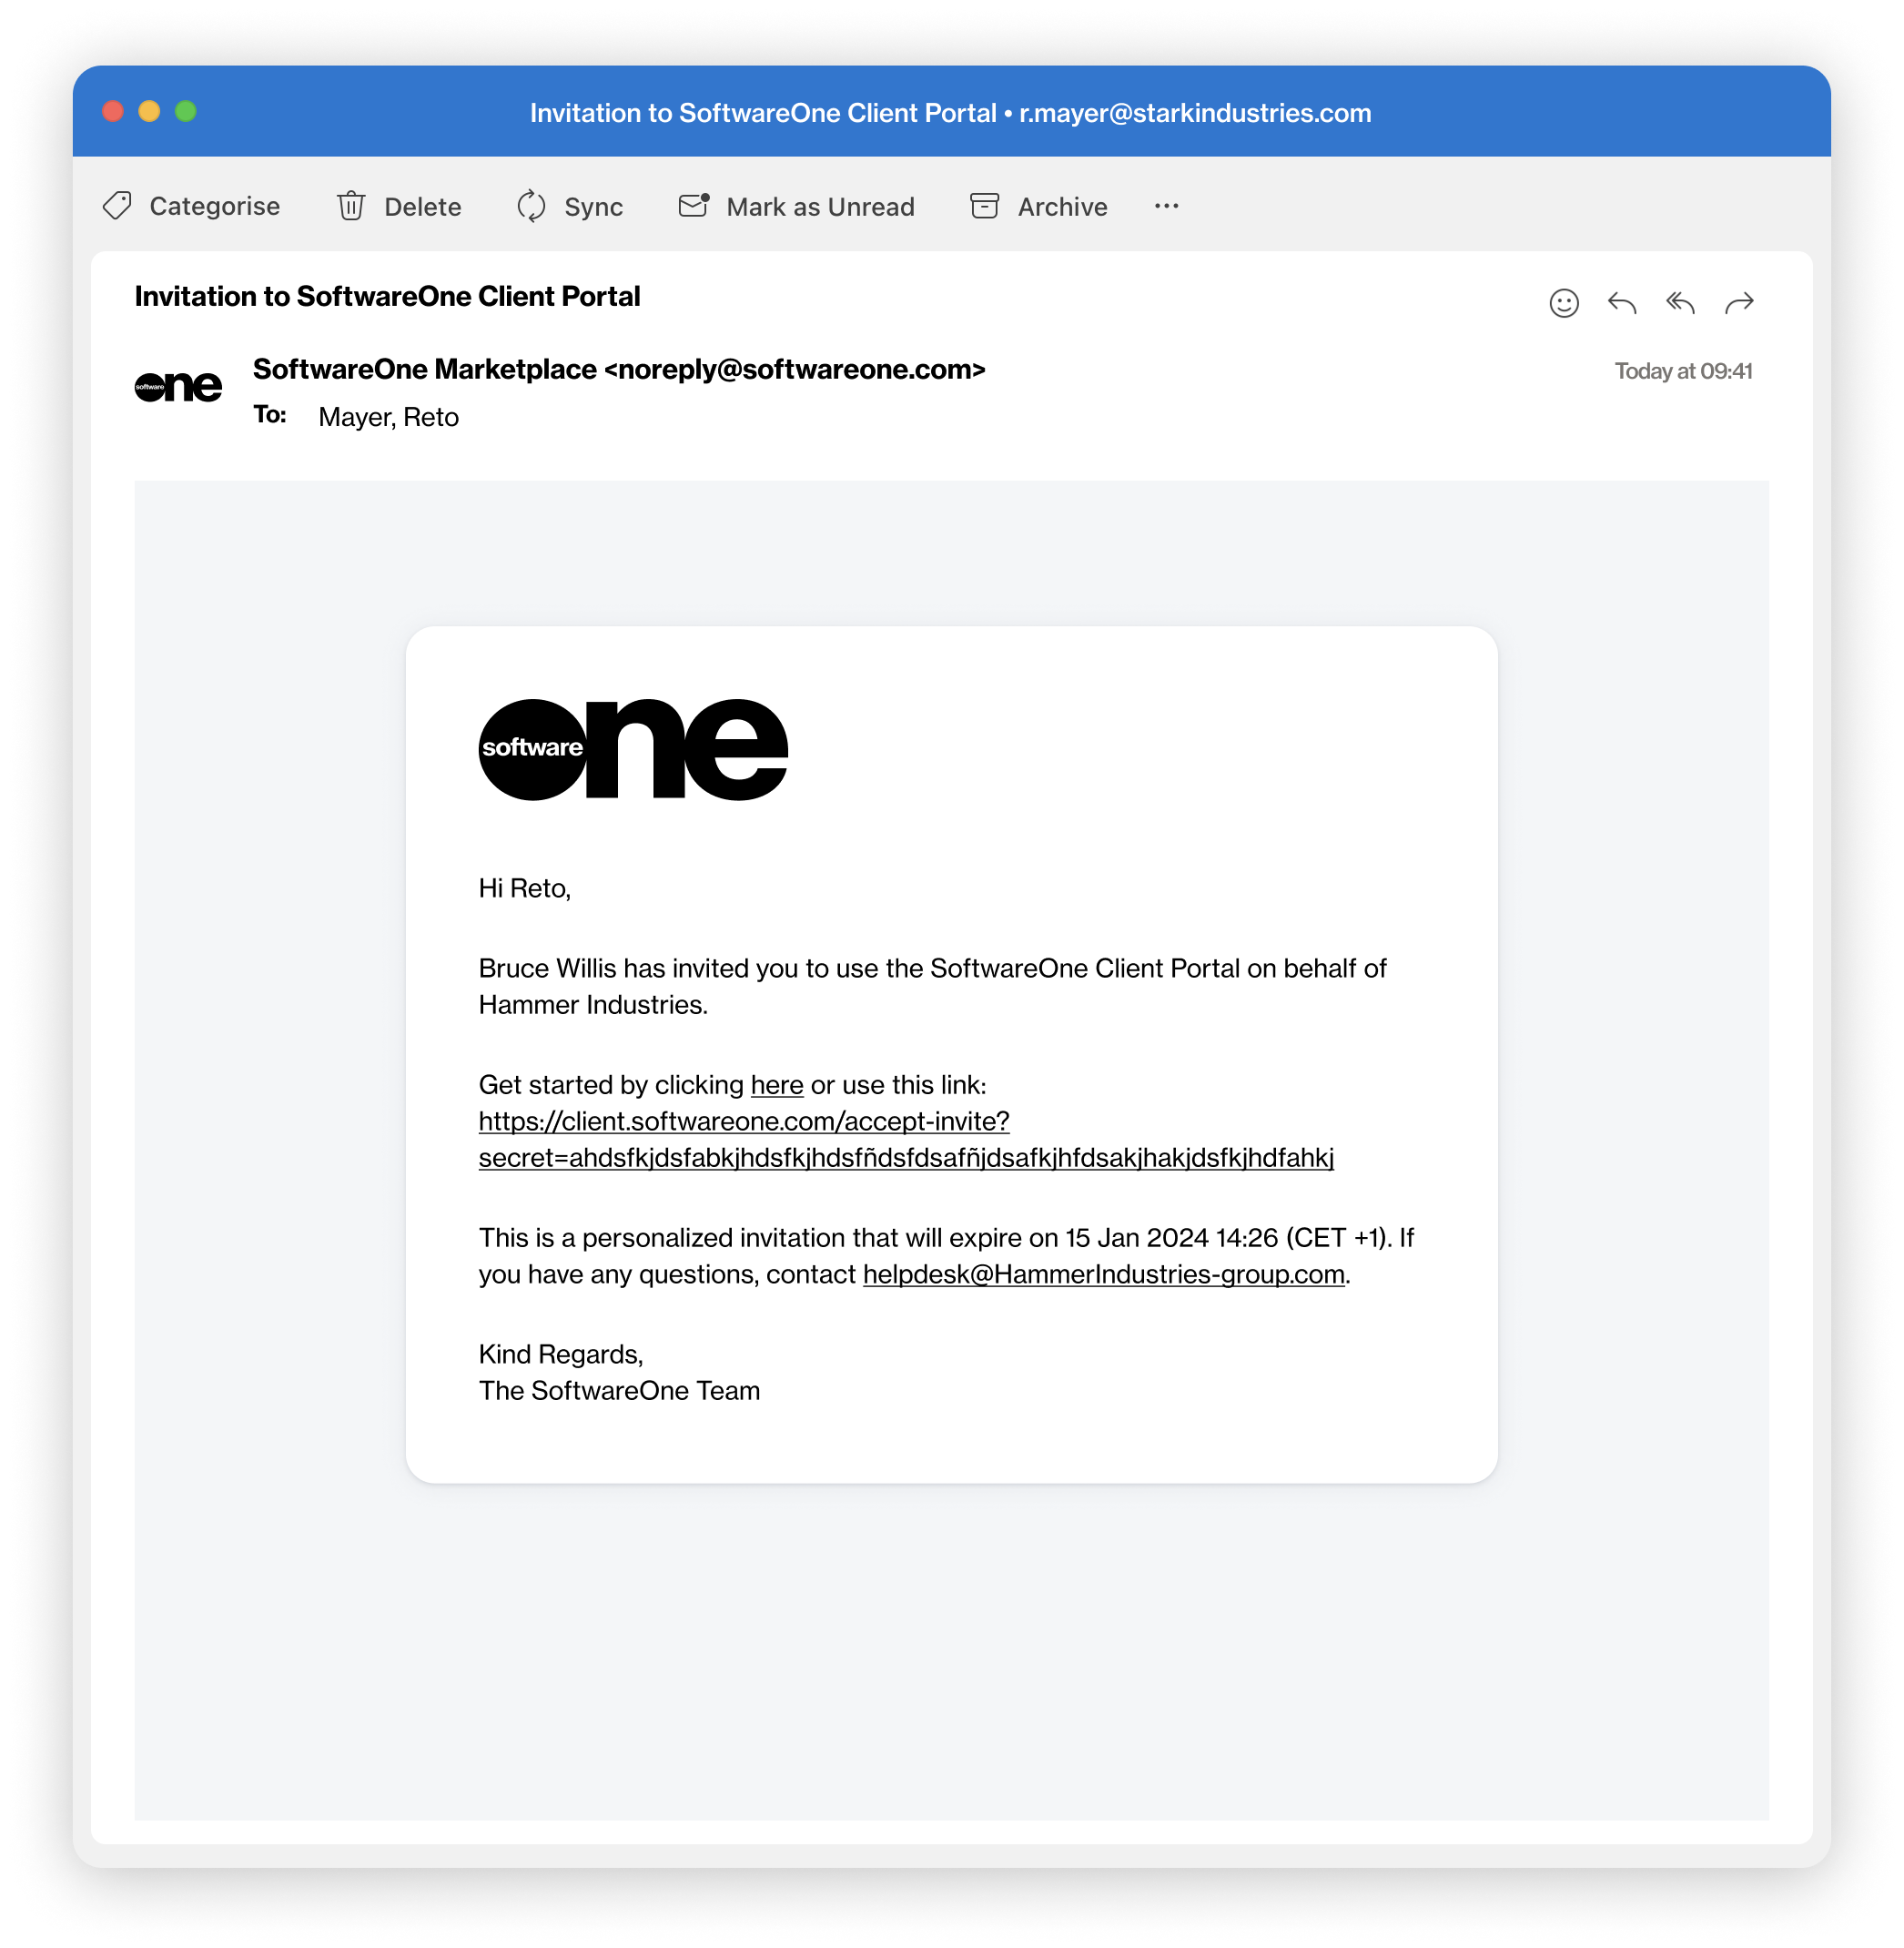 Invitation to SoftwareOne Client Portal • r.mayer@starkindustries.com
Categorise Delete Sync Mark as Unread Archive ···
Invitation to SoftwareOne Client Portal
software one
SoftwareOne Marketplace <noreply@softwareone.com>
Today at 09:41
To: Mayer, Reto
software one
Hi Reto,
Bruce Willis has invited you to use the SoftwareOne Client Portal on behalf of
Hammer Industries.
Get started by clicking here or use this link:
https://client.softwareone.com/accept-invite?
secret=ahdsfkjdsfabkjhdsfkjhdsfñdsfdsafñjdsafkjhfdsakjhakjdsfkjhdfahkj
This is a personalized invitation that will expire on 15 Jan 2024 14:26 (CET +1). If
you have any questions, contact helpdesk@HammerIndustries-group.com.
Kind Regards,
The SoftwareOne Team